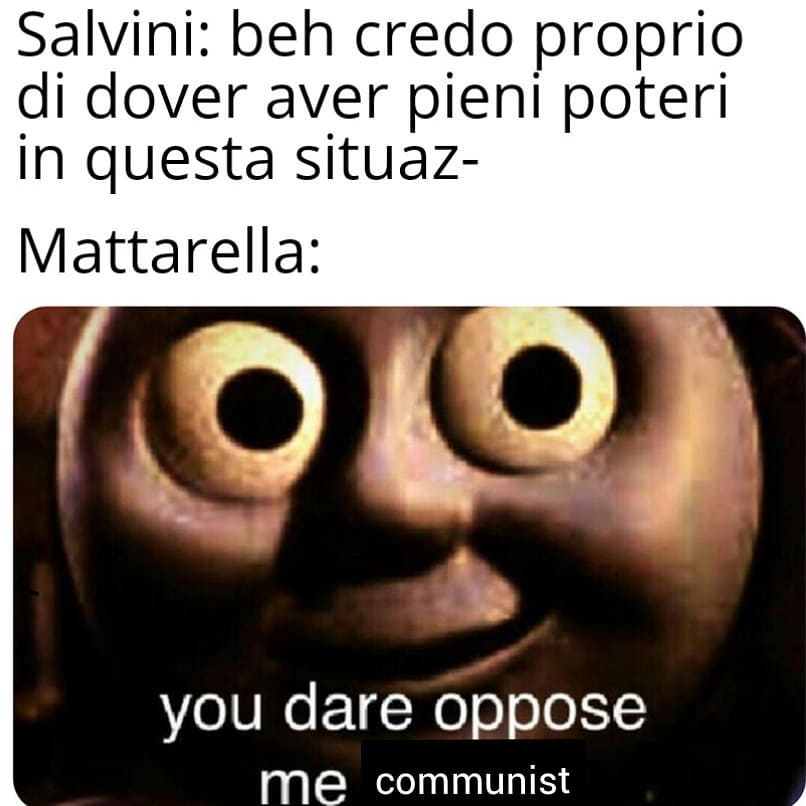 Salvini: beh credo proprio
di dover aver pieni poteri
in questa situaz-
Mattarella:
you dare oppose
me communist